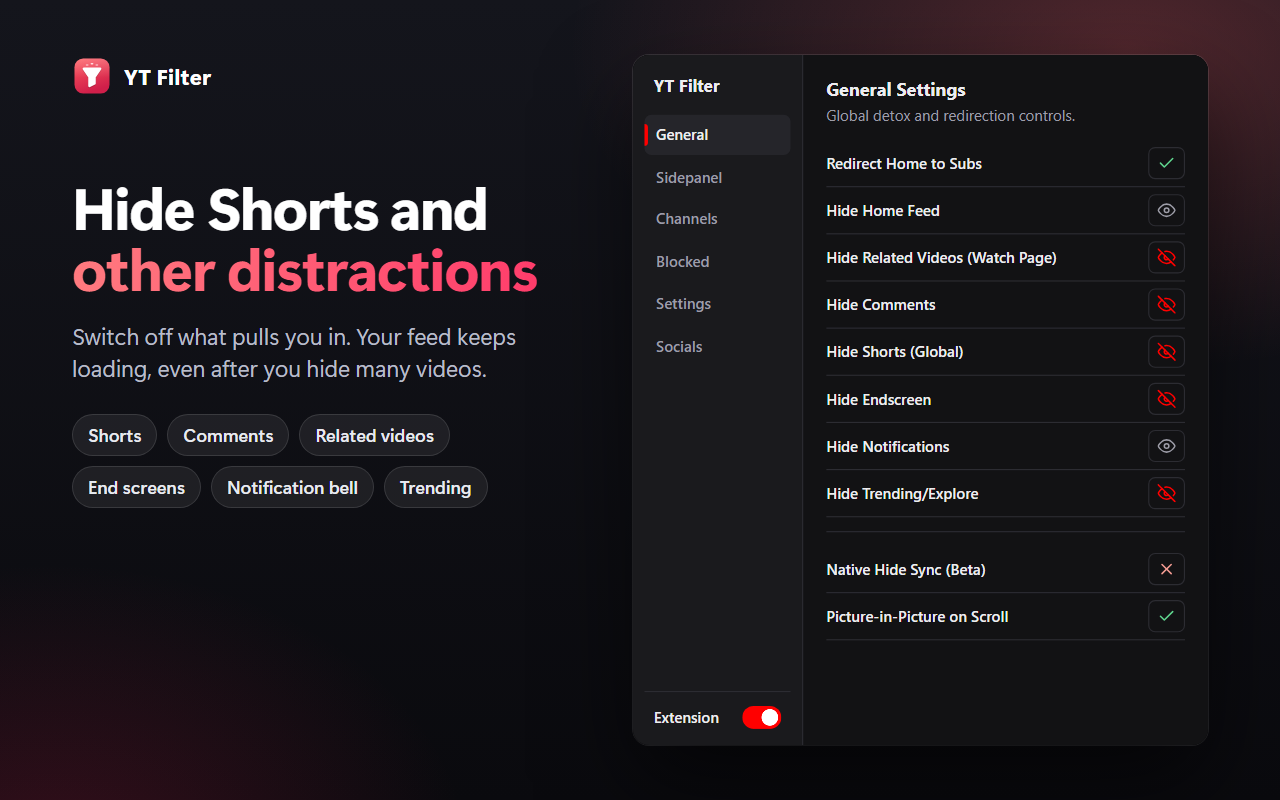 YT Filter
Hide Shorts and
other distractions
Switch off what pulls you in. Your feed keeps
loading, even after you hide many videos.
Shorts
Comments
Related videos
End screens
Notification bell
Trending
YT Filter
General
Sidepanel
Channels
Blocked
Settings
Socials
Extension
General Settings
Global detox and redirection controls.
Redirect Home to Subs
Hide Home Feed
Hide Related Videos (Watch Page)
Hide Comments
Hide Shorts (Global)
Hide Endscreen
Hide Notifications
Hide Trending/Explore
Native Hide Sync (Beta)
Picture-in-Picture on Scroll